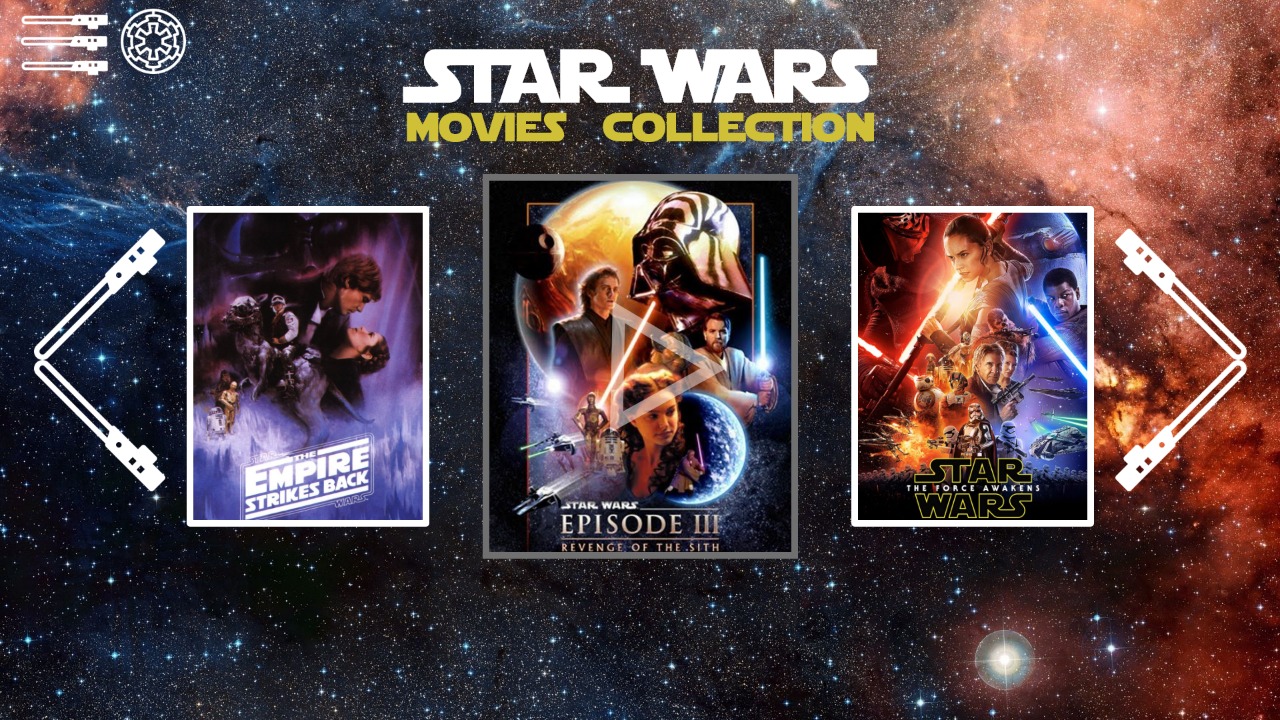 STAR WARS
MOVIES COLLECTION
THE
EMPIRE
STRIKES BACK
WARS
STAR WARS
EPISODE III
REVENGE OF THE SITH
STAR
THE FORCE AWAKENS
WARS